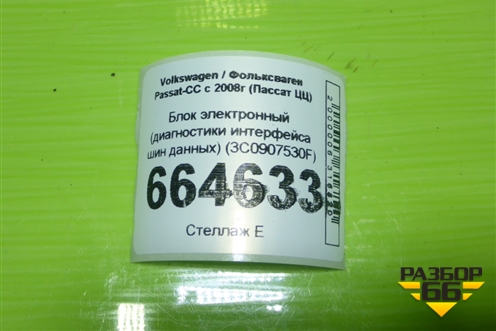 Volkswagen / Фольксваген
Passat-CC с 2008г (Пассат ЦЦ)
Блок электронный
(диагностики интерфейса
шин данных) (3C0907530F)
664633
Стеллаж Е
РАЗБОР
66